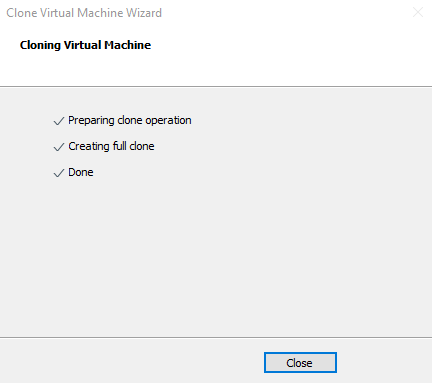 Clone Virtual Machine Wizard
Cloning Virtual Machine
Preparing clone operation
Creating full clone
Done
Close